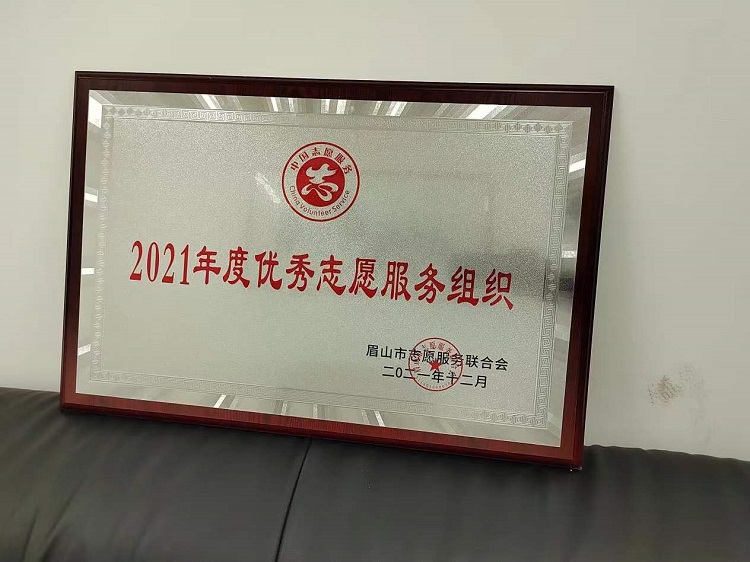 中国志愿服务
志
China Volunteer Service
2021年度优秀志愿服务组织
眉山市志愿服务联合会
二〇二一年十二月